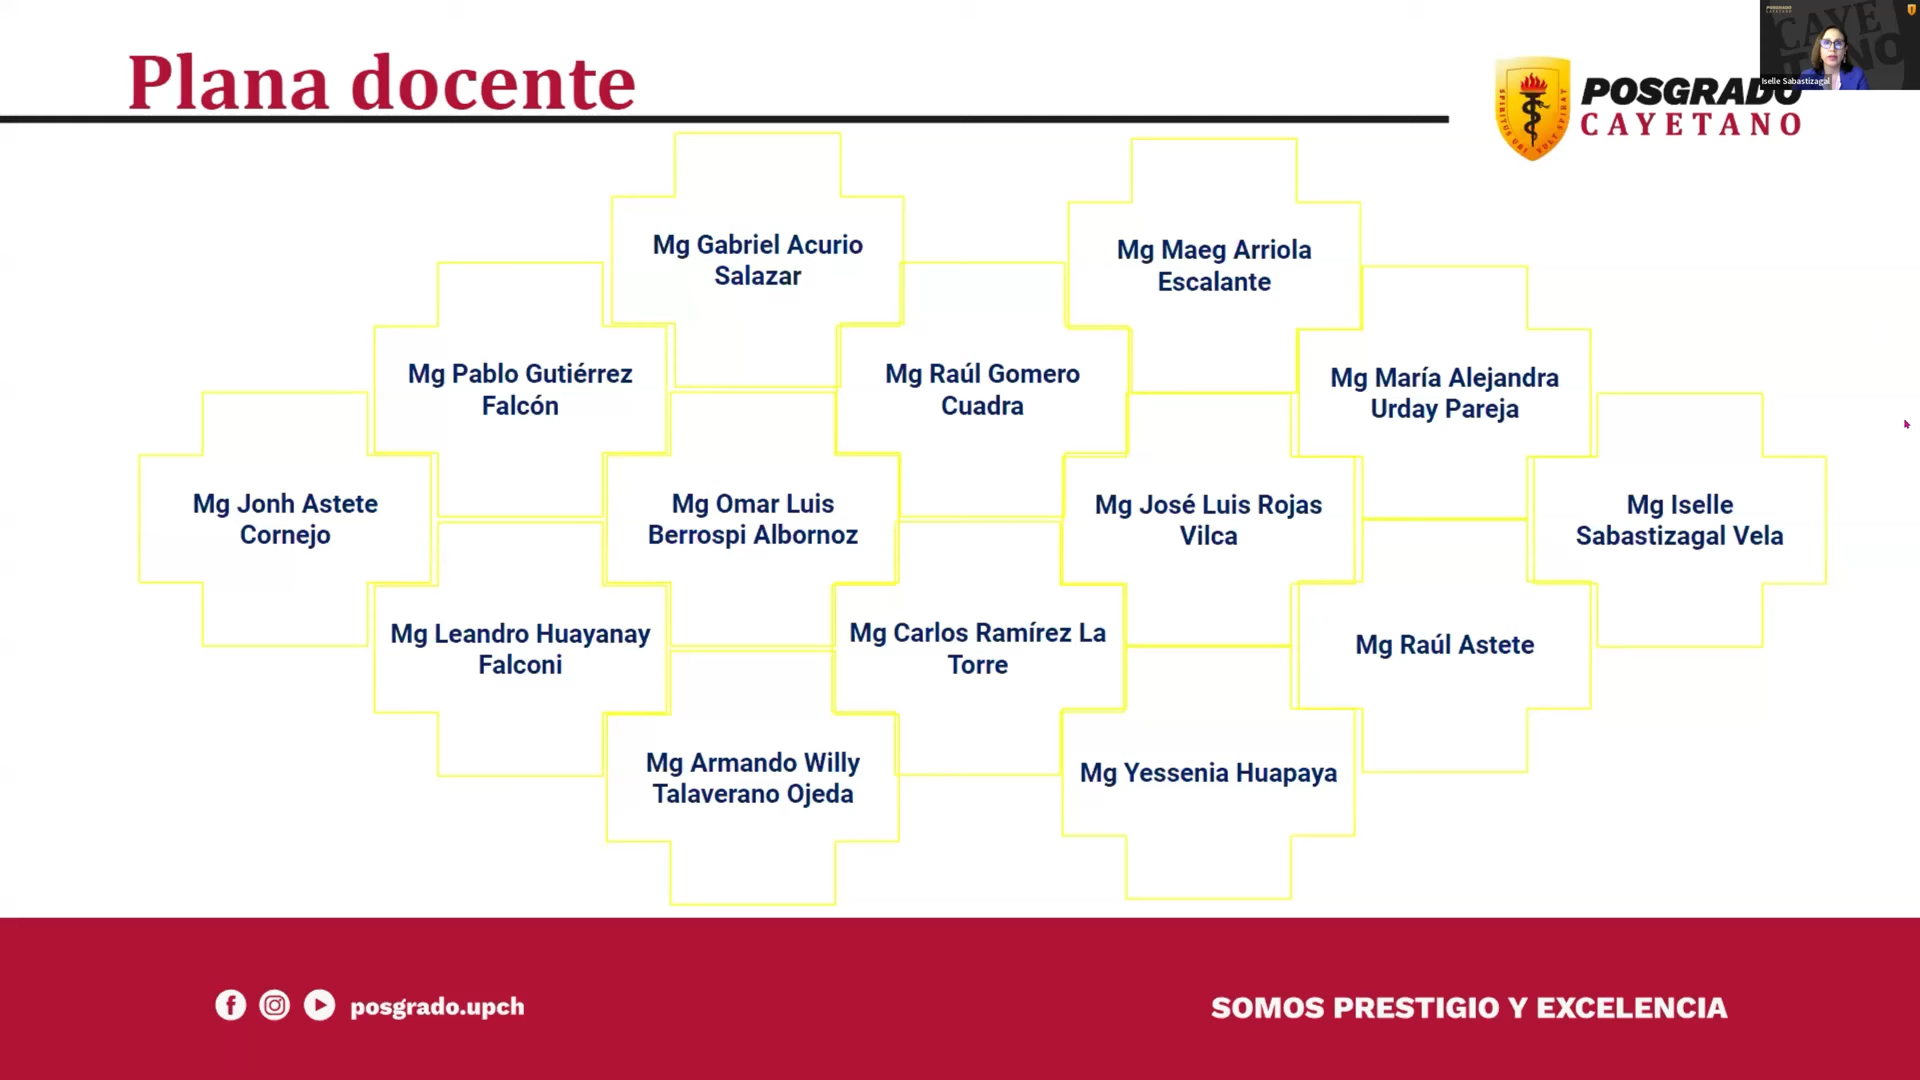 Plana docente
POSGRADO
CAYETANO
Iselle Sabastizagal
Mg Gabriel Acurio
Salazar
Mg Maeg Arriola
Escalante
Mg Pablo Gutiérrez
Falcón
Mg Raúl Gomero
Cuadra
Mg María Alejandra
Urday Pareja
Mg Jonh Astete
Cornejo
Mg Omar Luis
Berrospi Albornoz
Mg José Luis Rojas
Vilca
Mg Iselle
Sabastizagal Vela
Mg Leandro Huayanay
Falconi
Mg Carlos Ramírez La
Torre
Mg Raúl Astete
Mg Armando Willy
Talaverano Ojeda
Mg Yessenia Huapaya
posgrado.upch
SOMOS PRESTIGIO Y EXCELENCIA